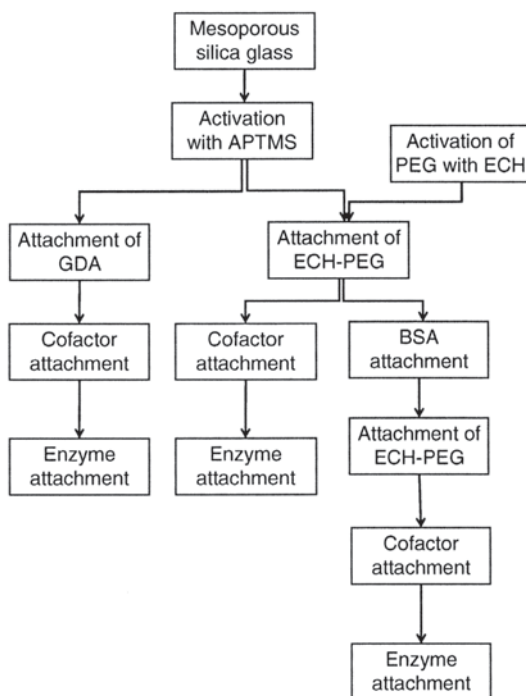 Mesoporous
silica glass
Activation
with APTMS
Activation of
PEG with ECH
Attachment of
GDA
Attachment of
ECH-PEG
Cofactor
attachment
Cofactor
attachment
BSA
attachment
Enzyme
attachment
Enzyme
attachment
Attachment of
ECH-PEG
Cofactor
attachment
Enzyme
attachment